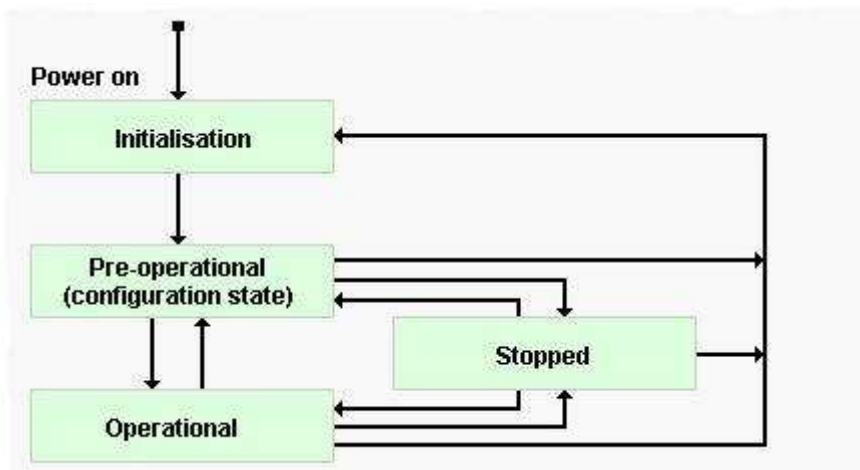 Power on
Initialisation
Pre-operational
(configuration state)
Stopped
Operational